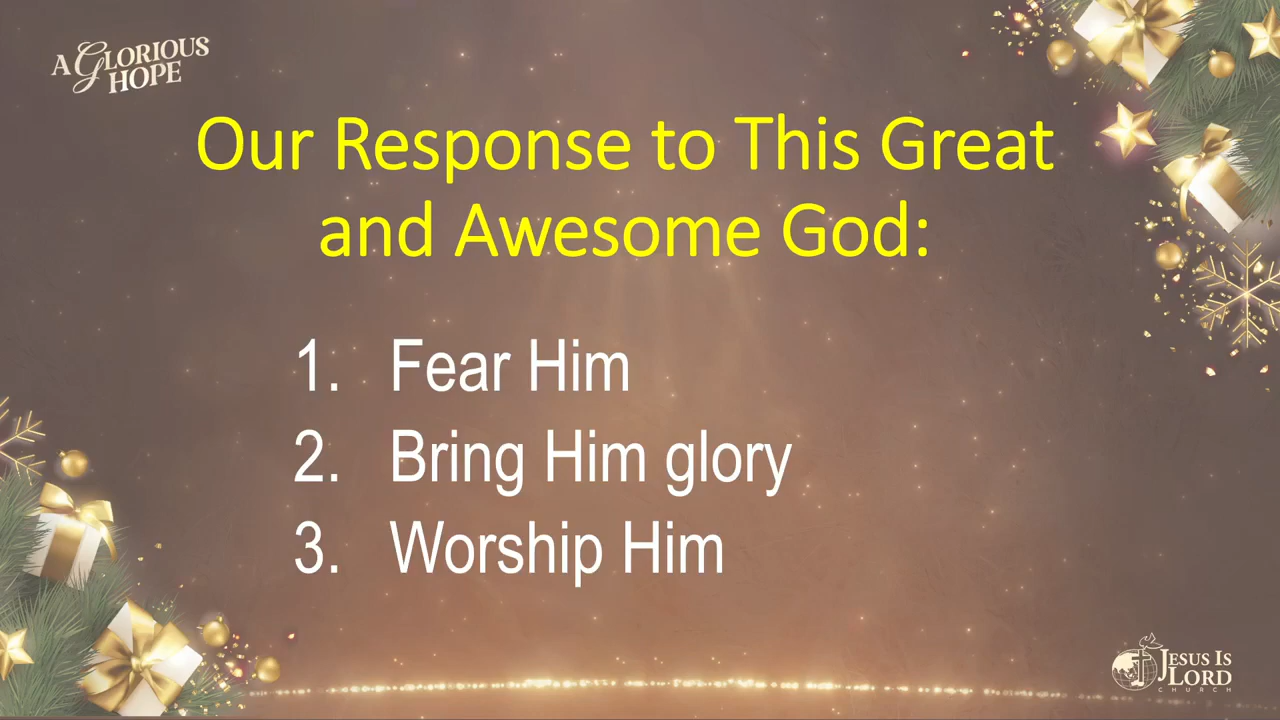 A GLORIOUS
HOPE
Our Response to This Great
and Awesome God:
1. Fear Him
2. Bring Him glory
3. Worship Him
JESUS IS
LORD
CHURCH